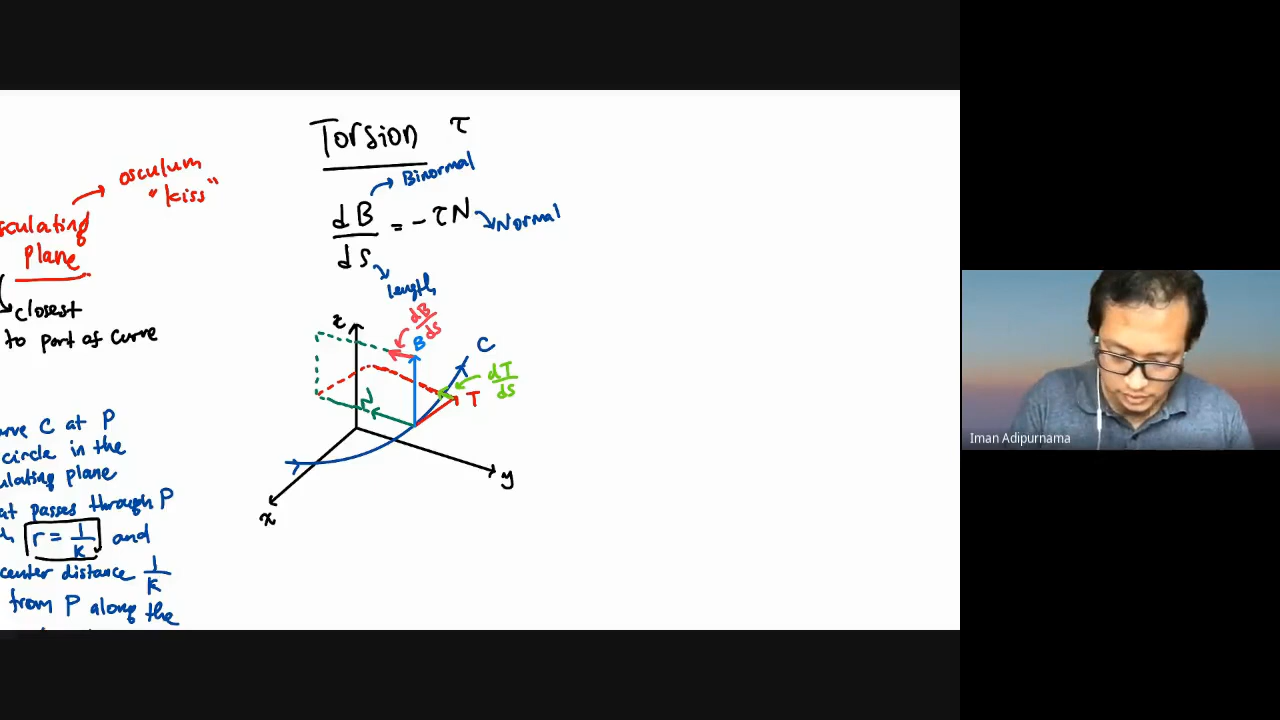 osculum
"kiss"
sculating
Plane
closest
to part of curve
urve C at P
circle in the
ulating plane
at passes through P
r = 1/k and
center distance 1/k
from P along the
Torsion τ
Binormal
dB/ds = - τN
Normal
length
z
dB/ds
B
C
dT/ds
T
N
y
x
Iman Adipurnama